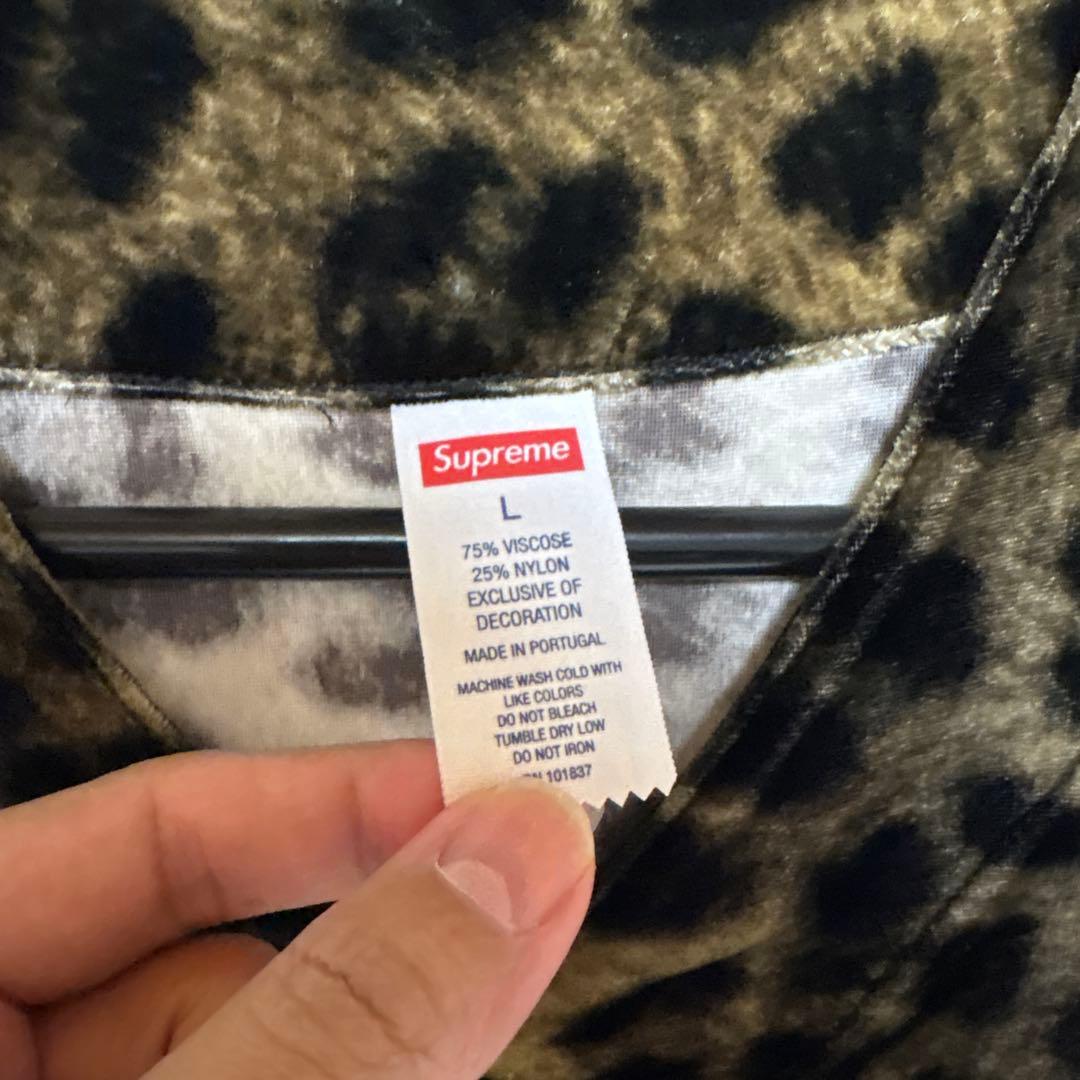 Supreme
L
75% VISCOSE
25% NYLON
EXCLUSIVE OF
DECORATION
MADE IN PORTUGAL
MACHINE WASH COLD WITH
LIKE COLORS
DO NOT BLEACH
TUMBLE DRY LOW
DO NOT IRON
101837